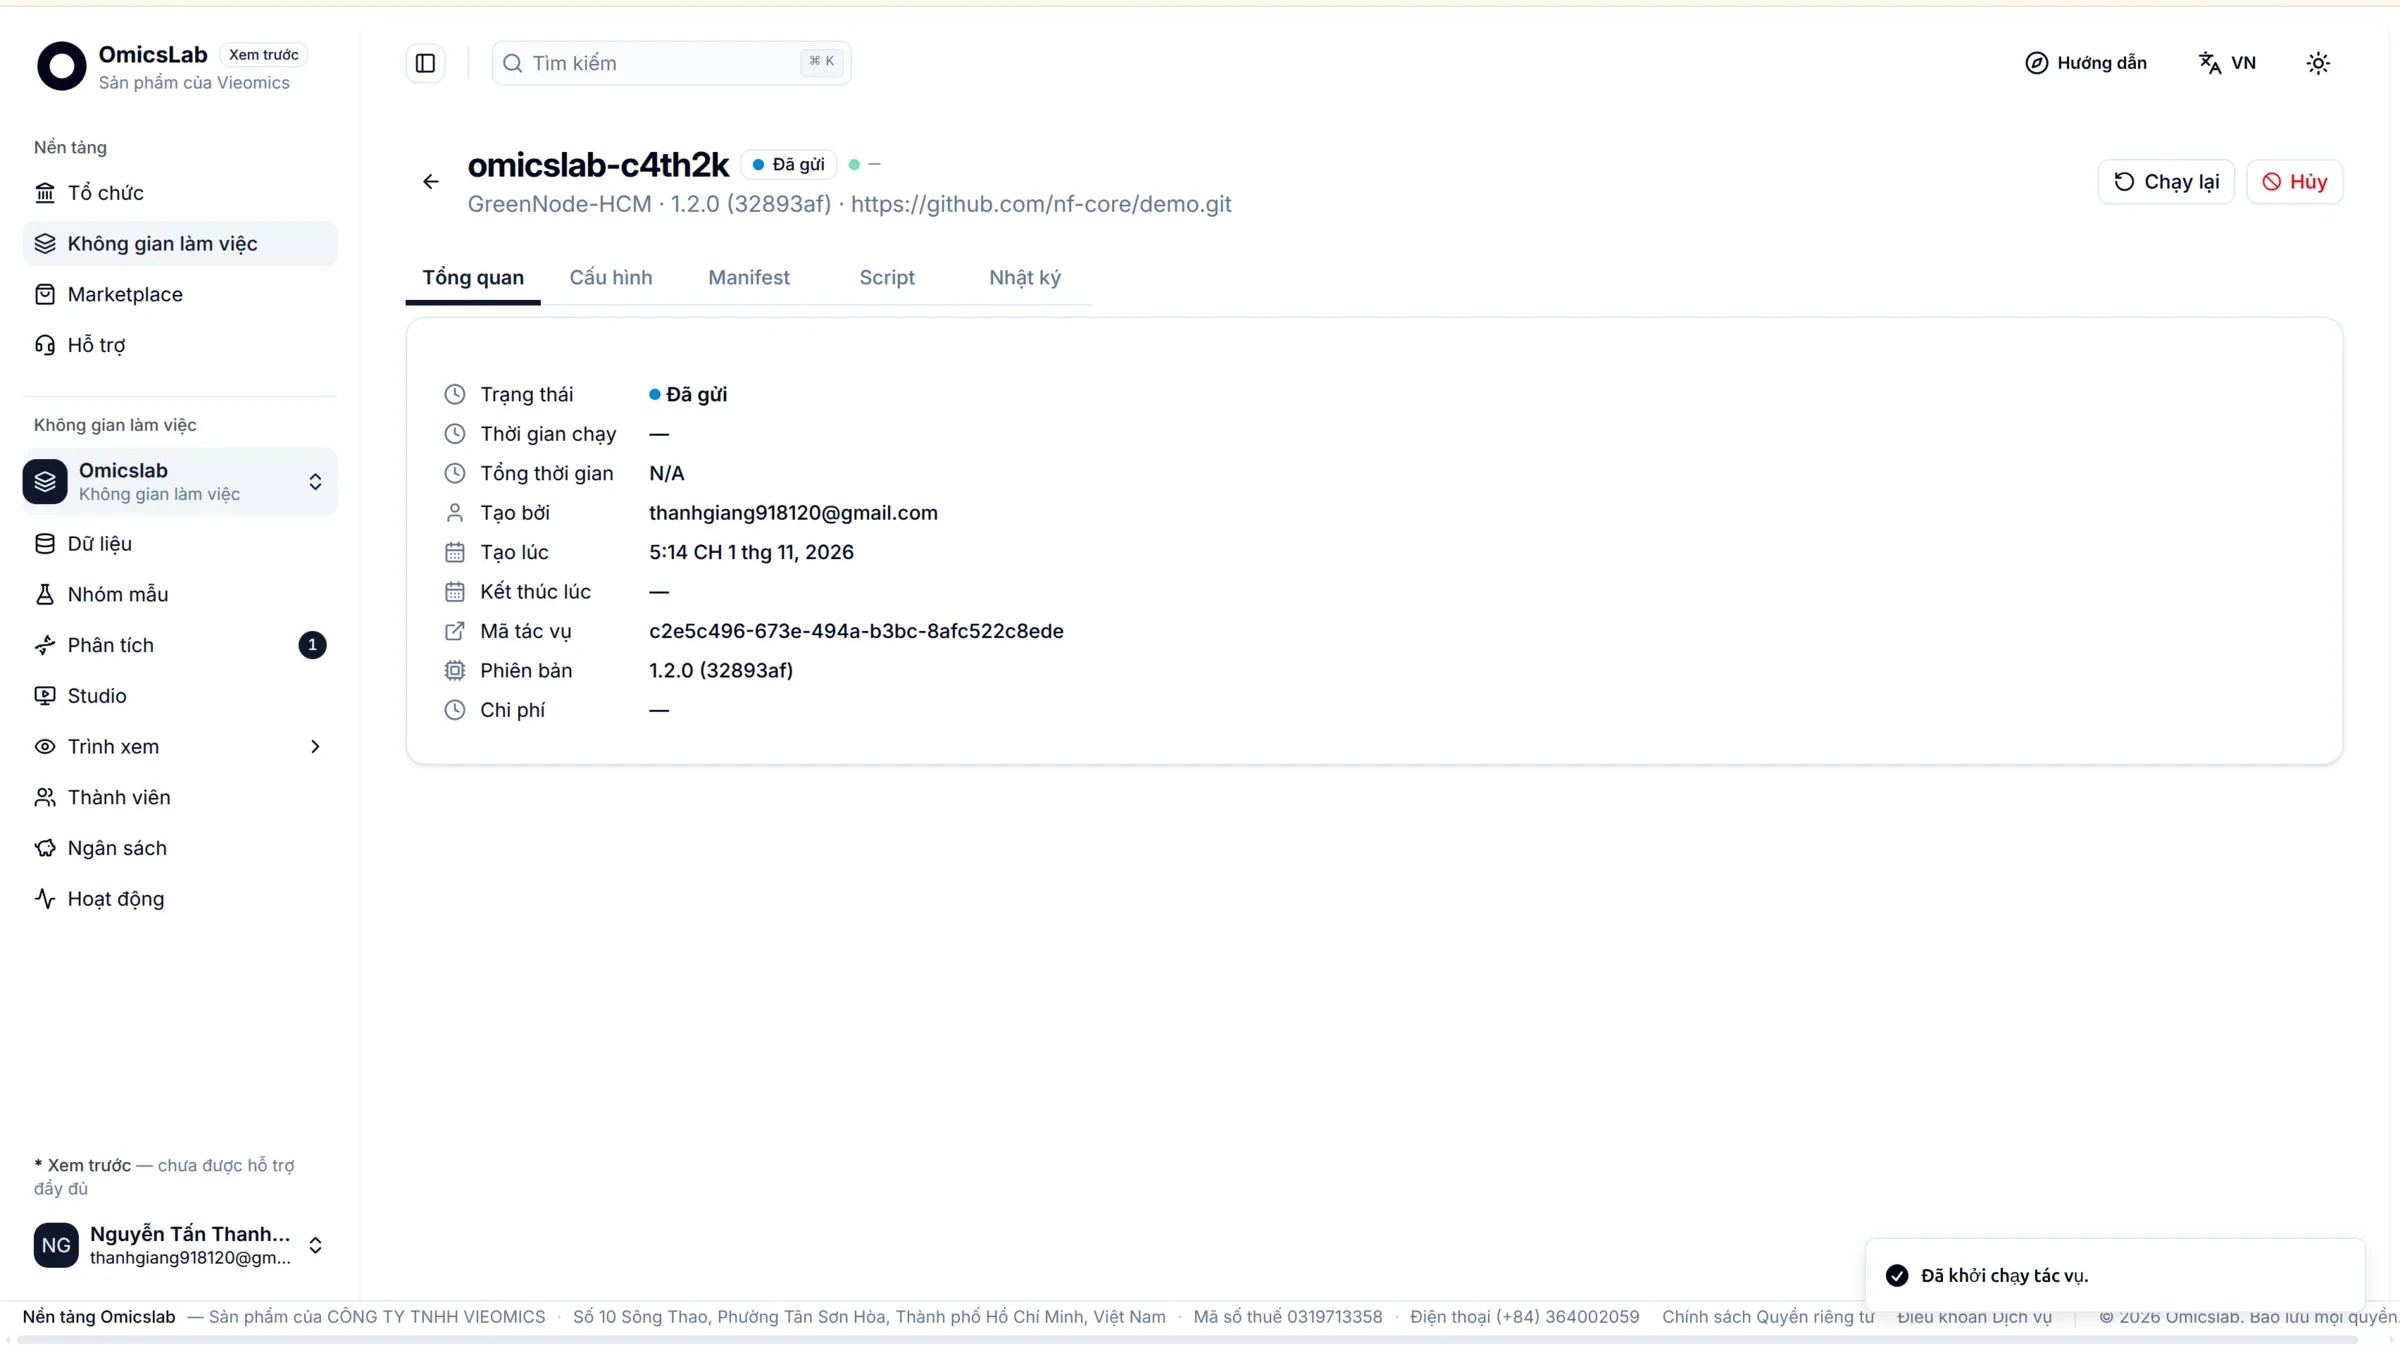 OmicsLab Xem trước
Sản phẩm của Vieomics
Nền tảng
Tổ chức
Không gian làm việc
Marketplace
Hỗ trợ
Không gian làm việc
Omicslab
Không gian làm việc
Dữ liệu
Nhóm mẫu
Phân tích 1
Studio
Trình xem
Thành viên
Ngân sách
Hoạt động
* Xem trước — chưa được hỗ trợ
đầy đủ
NG
Nguyễn Tấn Thanh...
thanhgiang918120@gm...
Tìm kiếm ⌘ K
Hướng dẫn
VN
omicslab-c4th2k Đã gửi —
GreenNode-HCM · 1.2.0 (32893af) · https://github.com/nf-core/demo.git
Chạy lại
Hủy
Tổng quan Cấu hình Manifest Script Nhật ký
Trạng thái Đã gửi
Thời gian chạy —
Tổng thời gian N/A
Tạo bởi thanhgiang918120@gmail.com
Tạo lúc 5:14 CH 1 thg 11, 2026
Kết thúc lúc —
Mã tác vụ c2e5c496-673e-494a-b3bc-8afc522c8ede
Phiên bản 1.2.0 (32893af)
Chi phí —
Đã khởi chạy tác vụ.
Nền tảng Omicslab — Sản phẩm của CÔNG TY TNHH VIEOMICS · Số 10 Sông Thao, Phường Tân Sơn Hòa, Thành phố Hồ Chí Minh, Việt Nam · Mã số thuế 0319713358 · Điện thoại (+84) 364002059 Chính sách Quyền riêng tư Điều khoản Dịch vụ © 2026 Omicslab. Bảo lưu mọi quyền.